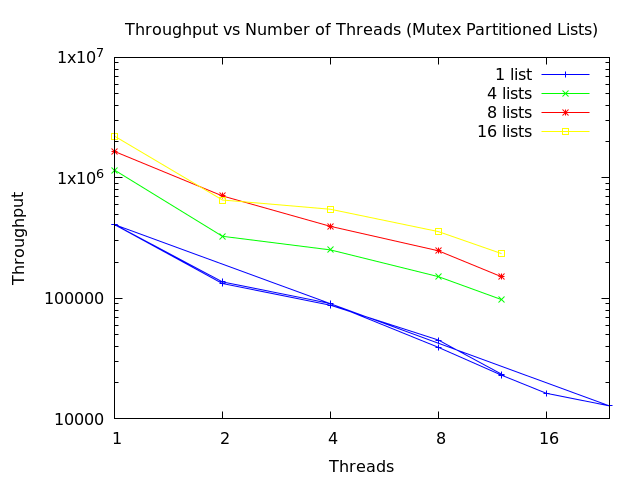 Throughput vs Number of Threads (Mutex Partitioned Lists)
1x10^7
1 list
4 lists
8 lists
16 lists
1x10^6
Throughput
100000
10000
1 2 4 8 16
Threads